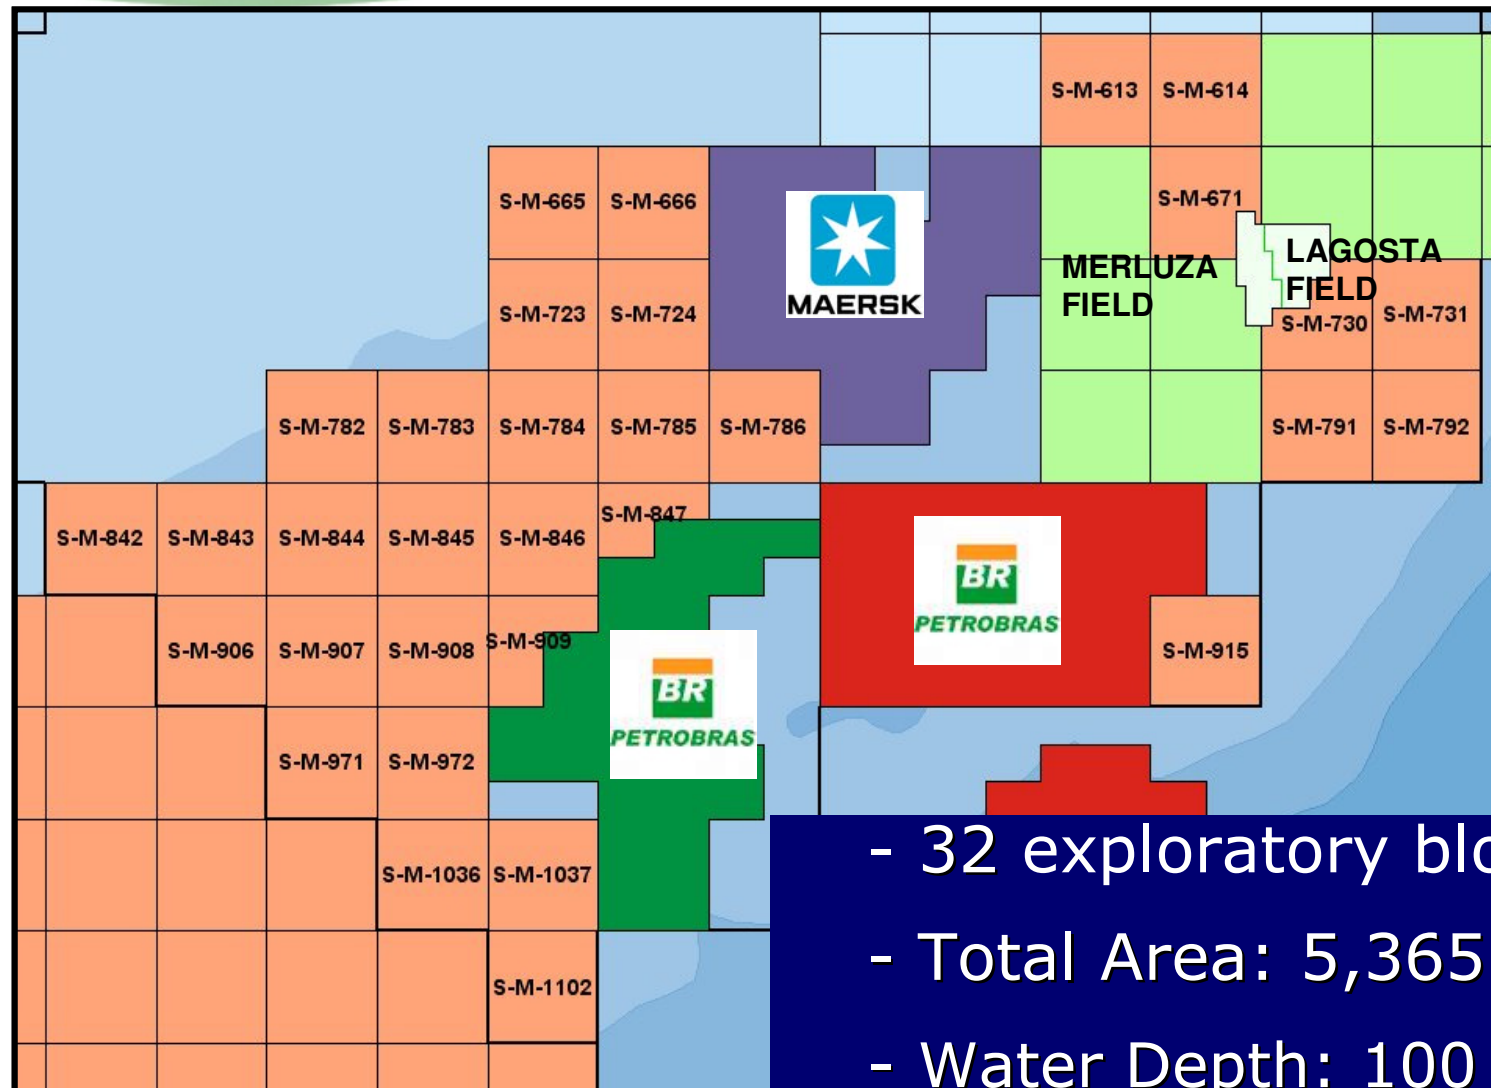 S-M-613 S-M-614
S-M-665 S-M-666 S-M-671
MAERSK
MERLUZA
FIELD
LAGOSTA
FIELD
S-M-723 S-M-724 S-M-730 S-M-731
S-M-782 S-M-783 S-M-784 S-M-785 S-M-786 S-M-791 S-M-792
S-M-842 S-M-843 S-M-844 S-M-845 S-M-846 S-M-847
BR
PETROBRAS
S-M-906 S-M-907 S-M-908 S-M-909 S-M-915
BR
PETROBRAS
S-M-971 S-M-972
S-M-1036 S-M-1037
S-M-1102
- 32 exploratory blo
- Total Area: 5,365
- Water Depth: 100